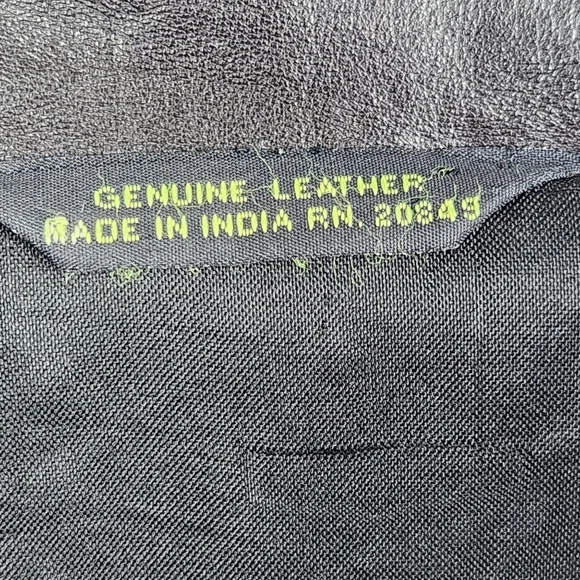 GENUINE LEATHER
MADE IN INDIA RN. 20849